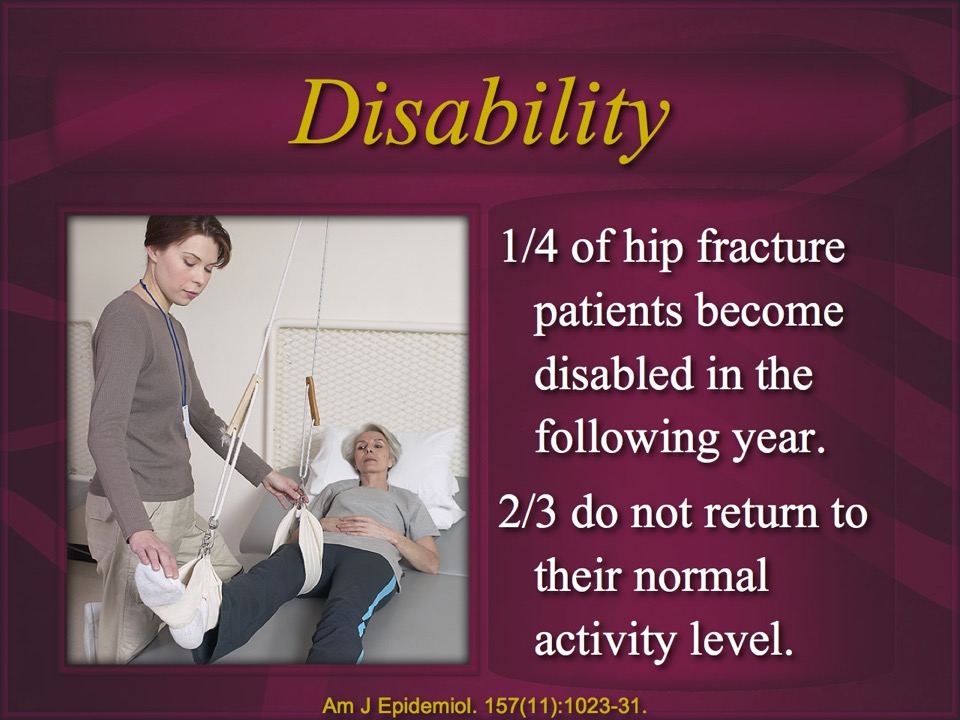 Disability
1/4 of hip fracture
patients become
disabled in the
following year.
2/3 do not return to
their normal
activity level.
Am J Epidemiol. 157(11):1023-31.